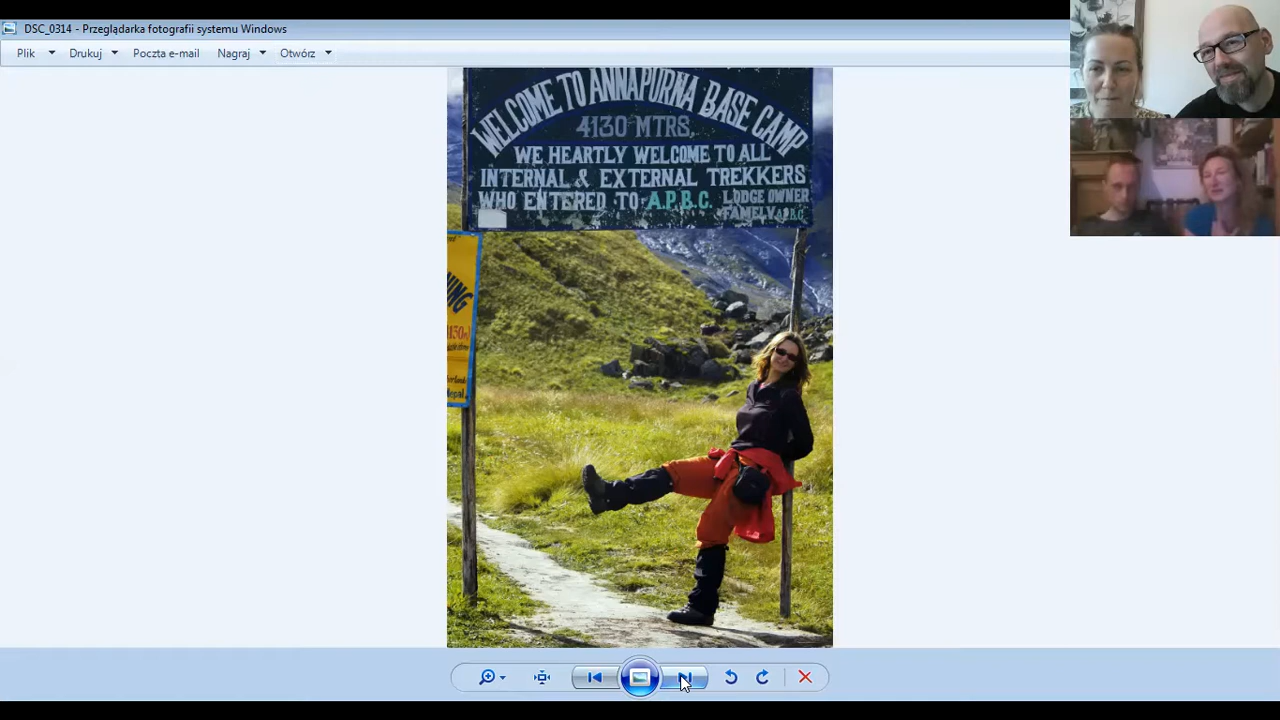 DSC_0314 - Przeglądarka fotografii systemu Windows
Plik Drukuj Poczta e-mail Nagraj Otwórz
WELCOME TO ANNAPURNA BASE CAMP
4130 MTRS.
WE HEARTLY WELCOME TO ALL
INTERNAL & EXTERNAL TREKKERS
WHO ENTERED TO A.P.B.C.
LODGE OWNER
FAMELY A.P.B.C.
NING